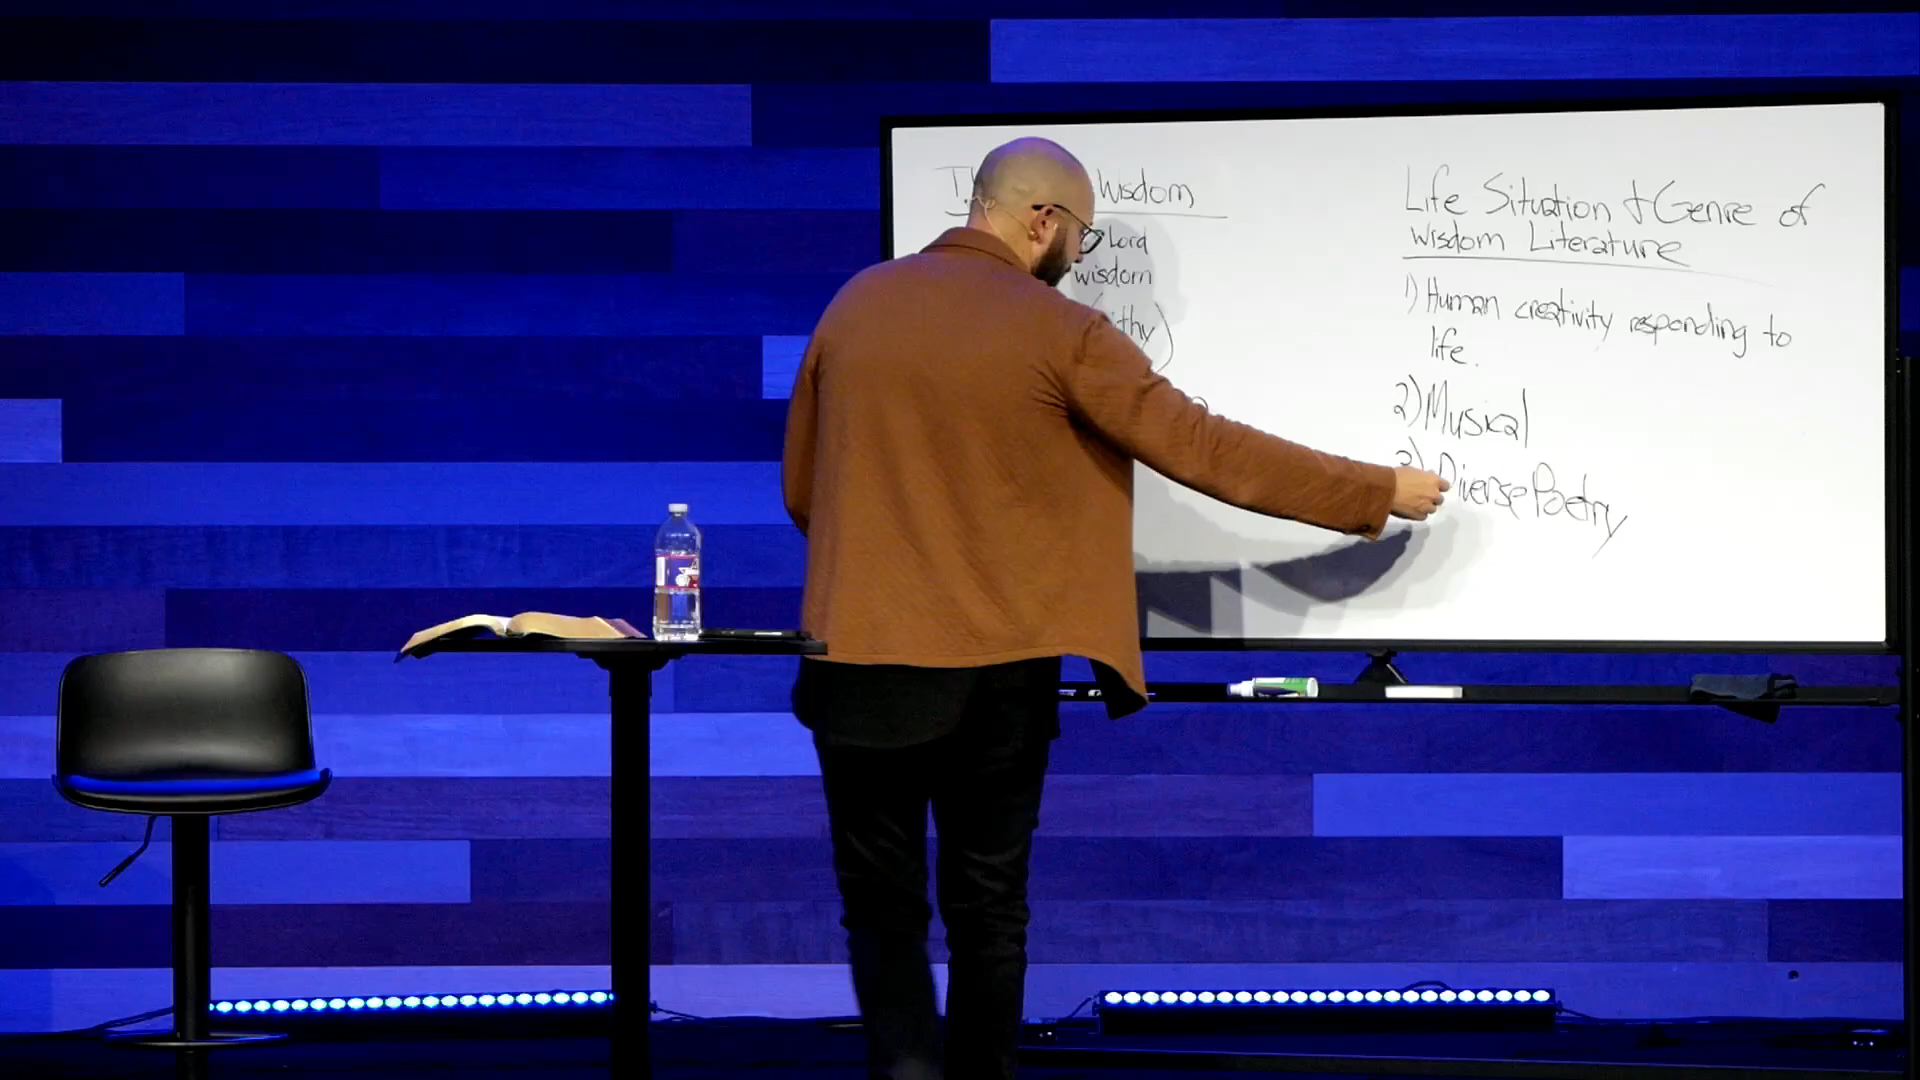 Wisdom
Lord
wisdom
Life Situation & Genre of
Wisdom Literature
1) Human creativity responding to
life.
2) Musical
3) Diverse Poetry